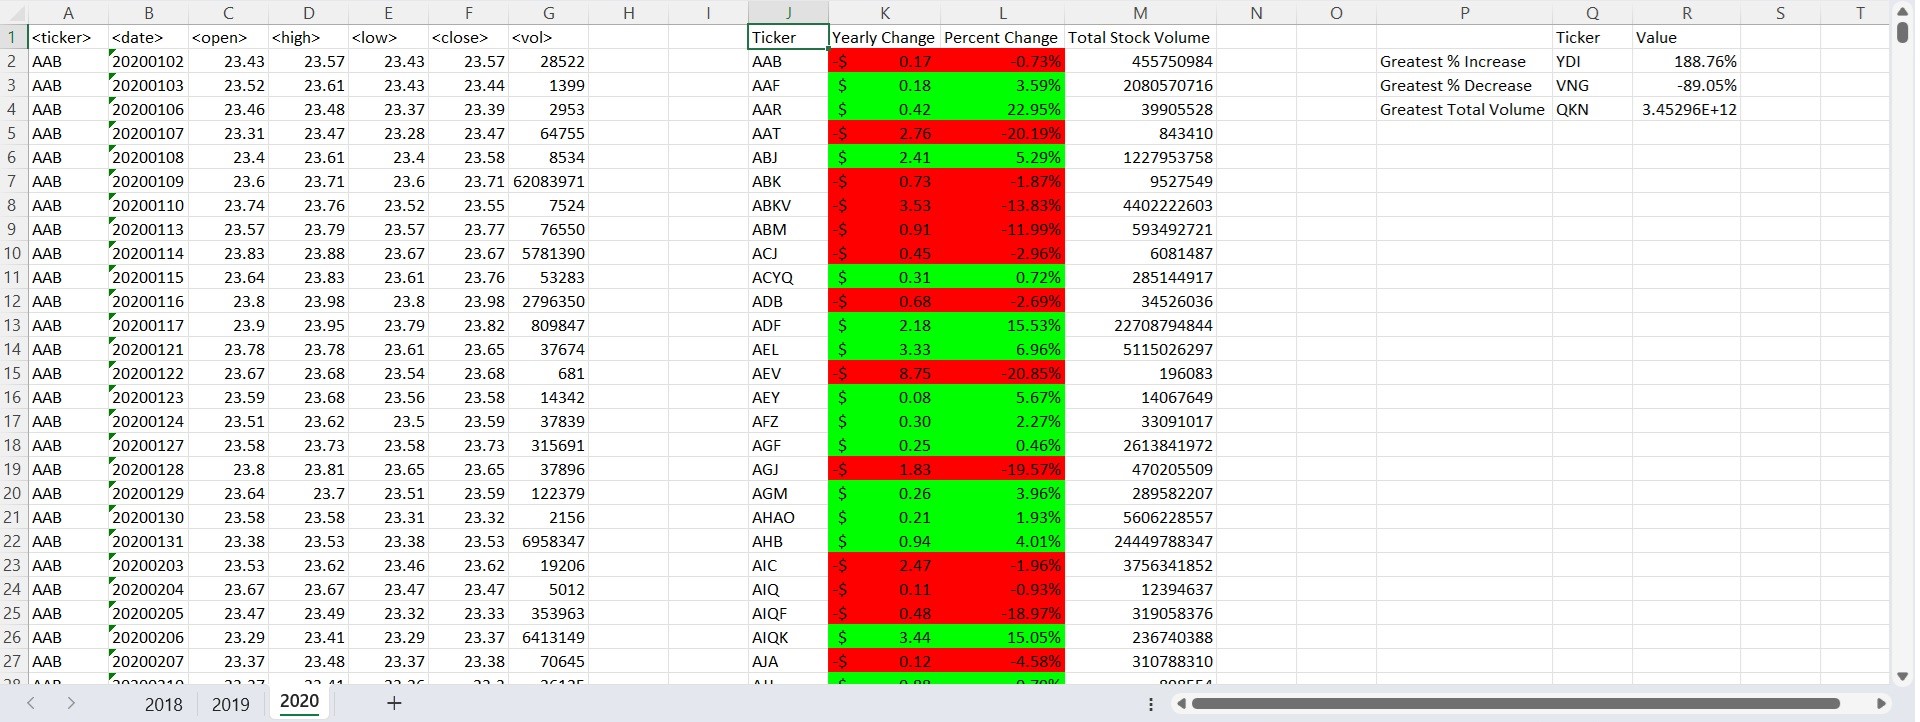 A B C D E F G H I J K L M N O P Q R S T
1 <ticker> <date> <open> <high> <low> <close> <vol> Ticker Yearly Change Percent Change Total Stock Volume Ticker Value
2 AAB 20200102 23.43 23.57 23.43 23.57 28522 AAB -$ 0.17 -0.73% 455750984 Greatest % Increase YDI 188.76%
3 AAB 20200103 23.52 23.61 23.43 23.44 1399 AAF $ 0.18 3.59% 2080570716 Greatest % Decrease VNG -89.05%
4 AAB 20200106 23.46 23.48 23.37 23.39 2953 AAR $ 0.42 22.95% 39905528 Greatest Total Volume QKN 3.45296E+12
5 AAB 20200107 23.31 23.47 23.28 23.47 64755 AAT -$ 2.76 -20.19% 843410
6 AAB 20200108 23.4 23.61 23.4 23.58 8534 ABJ $ 2.41 5.29% 1227953758
7 AAB 20200109 23.6 23.71 23.6 23.71 62083971 ABK -$ 0.73 -1.87% 9527549
8 AAB 20200110 23.74 23.76 23.52 23.55 7524 ABKV -$ 3.53 -13.83% 4402222603
9 AAB 20200113 23.57 23.79 23.57 23.77 76550 ABM -$ 0.91 -11.99% 593492721
10 AAB 20200114 23.83 23.88 23.67 23.67 5781390 ACJ -$ 0.45 -2.96% 6081487
11 AAB 20200115 23.64 23.83 23.61 23.76 53283 ACYQ $ 0.31 0.72% 285144917
12 AAB 20200116 23.8 23.98 23.8 23.98 2796350 ADB -$ 0.68 -2.69% 34526036
13 AAB 20200117 23.9 23.95 23.79 23.82 809847 ADF $ 2.18 15.53% 22708794844
14 AAB 20200121 23.78 23.78 23.61 23.65 37674 AEL $ 3.33 6.96% 5115026297
15 AAB 20200122 23.67 23.68 23.54 23.68 681 AEV -$ 8.75 -20.85% 196083
16 AAB 20200123 23.59 23.68 23.56 23.58 14342 AEY $ 0.08 5.67% 14067649
17 AAB 20200124 23.51 23.62 23.5 23.59 37839 AFZ $ 0.30 2.27% 33091017
18 AAB 20200127 23.58 23.73 23.58 23.73 315691 AGF $ 0.25 0.46% 2613841972
19 AAB 20200128 23.8 23.81 23.65 23.65 37896 AGJ -$ 1.83 -19.57% 470205509
20 AAB 20200129 23.64 23.7 23.51 23.59 122379 AGM $ 0.26 3.96% 289582207
21 AAB 20200130 23.58 23.58 23.31 23.32 2156 AHAO $ 0.21 1.93% 5606228557
22 AAB 20200131 23.38 23.53 23.38 23.53 6958347 AHB $ 0.94 4.01% 24449788347
23 AAB 20200203 23.53 23.62 23.46 23.62 19206 AIC -$ 2.47 -1.96% 3756341852
24 AAB 20200204 23.67 23.67 23.47 23.47 5012 AIQ -$ 0.11 -0.93% 12394637
25 AAB 20200205 23.47 23.49 23.32 23.33 353963 AIQF -$ 0.48 -18.97% 319058376
26 AAB 20200206 23.29 23.41 23.29 23.37 6413149 AIQK $ 3.44 15.05% 236740388
27 AAB 20200207 23.37 23.48 23.37 23.38 70645 AJA -$ 0.12 -4.58% 310788310
2018 2019 2020 +